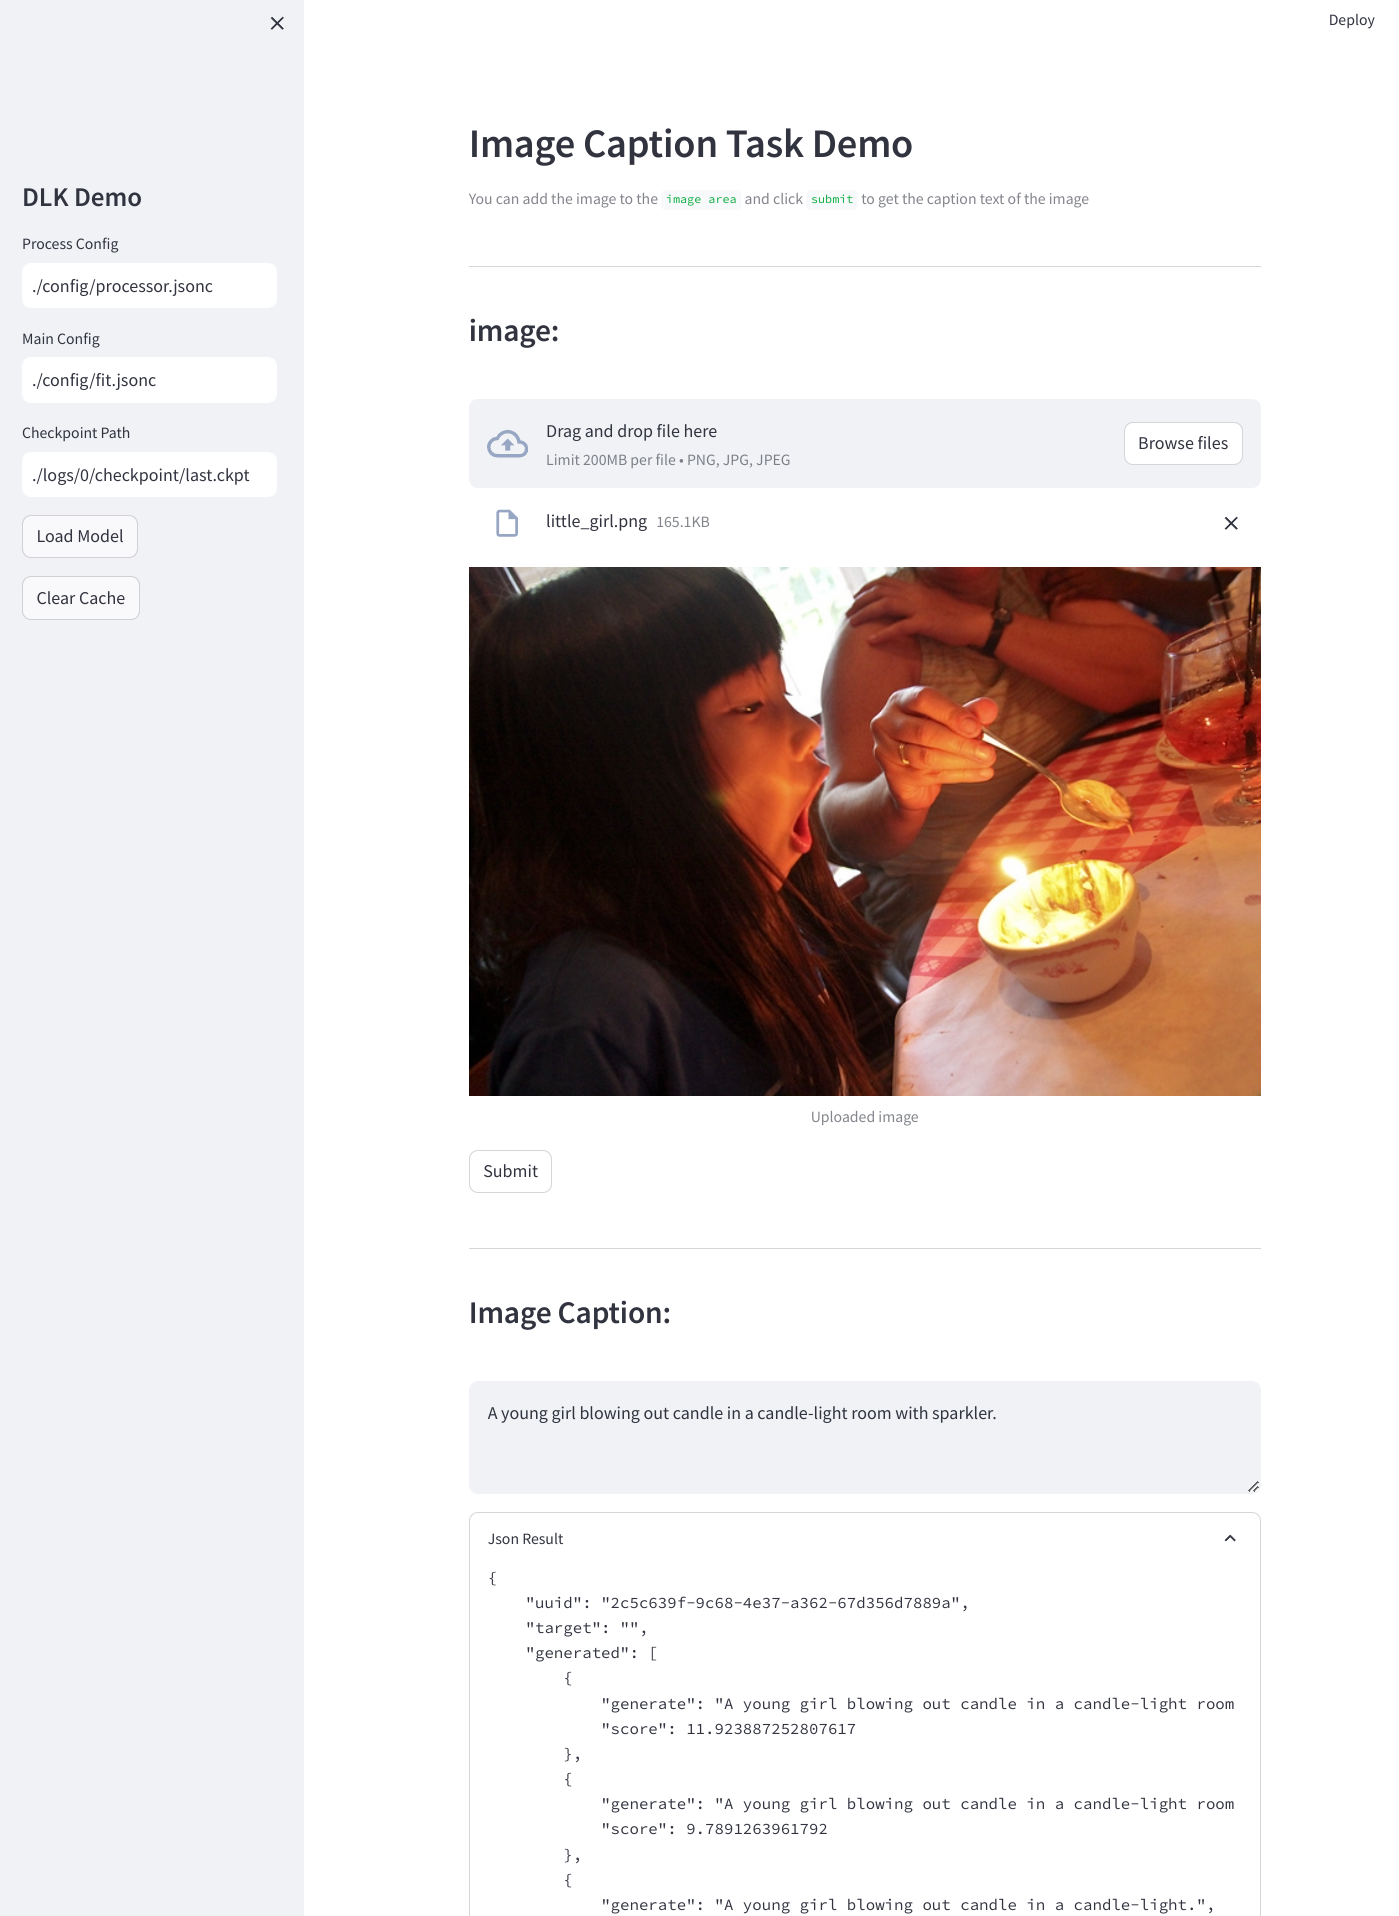 Deploy
DLK Demo
Process Config
./config/processor.jsonc
Main Config
./config/fit.jsonc
Checkpoint Path
./logs/0/checkpoint/last.ckpt
Load Model
Clear Cache
Image Caption Task Demo
You can add the image to the image area and click submit to get the caption text of the image
image:
Drag and drop file here
Limit 200MB per file • PNG, JPG, JPEG
Browse files
little_girl.png 165.1KB
Uploaded image
Submit
Image Caption:
A young girl blowing out candle in a candle-light room with sparkler.
Json Result
{
"uuid": "2c5c639f-9c68-4e37-a362-67d356d7889a",
"target": "",
"generated": [
{
"generate": "A young girl blowing out candle in a candle-light room
"score": 11.923887252807617
},
{
"generate": "A young girl blowing out candle in a candle-light room
"score": 9.7891263961792
},
{
"generate": "A young girl blowing out candle in a candle-light.",